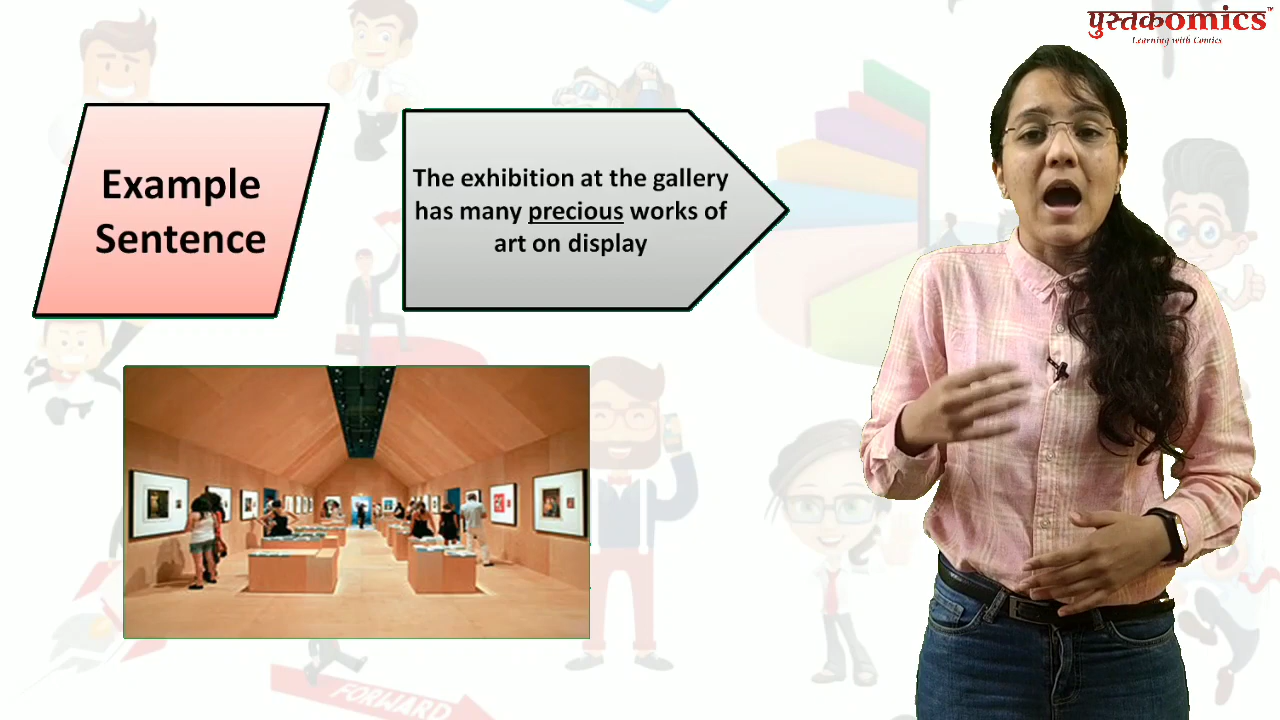 पुस्तकomics™
Learning with Comics
Example
Sentence
The exhibition at the gallery
has many precious works of
art on display
FORWARD